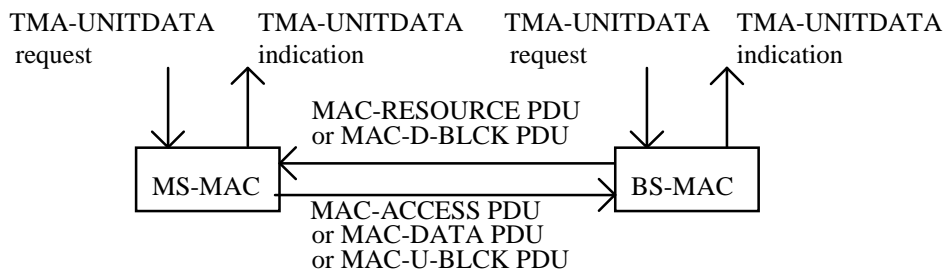 TMA-UNITDATA TMA-UNITDATA TMA-UNITDATA TMA-UNITDATA
request indication request indication
MAC-RESOURCE PDU
or MAC-D-BLCK PDU
MS-MAC BS-MAC
MAC-ACCESS PDU
or MAC-DATA PDU
or MAC-U-BLCK PDU